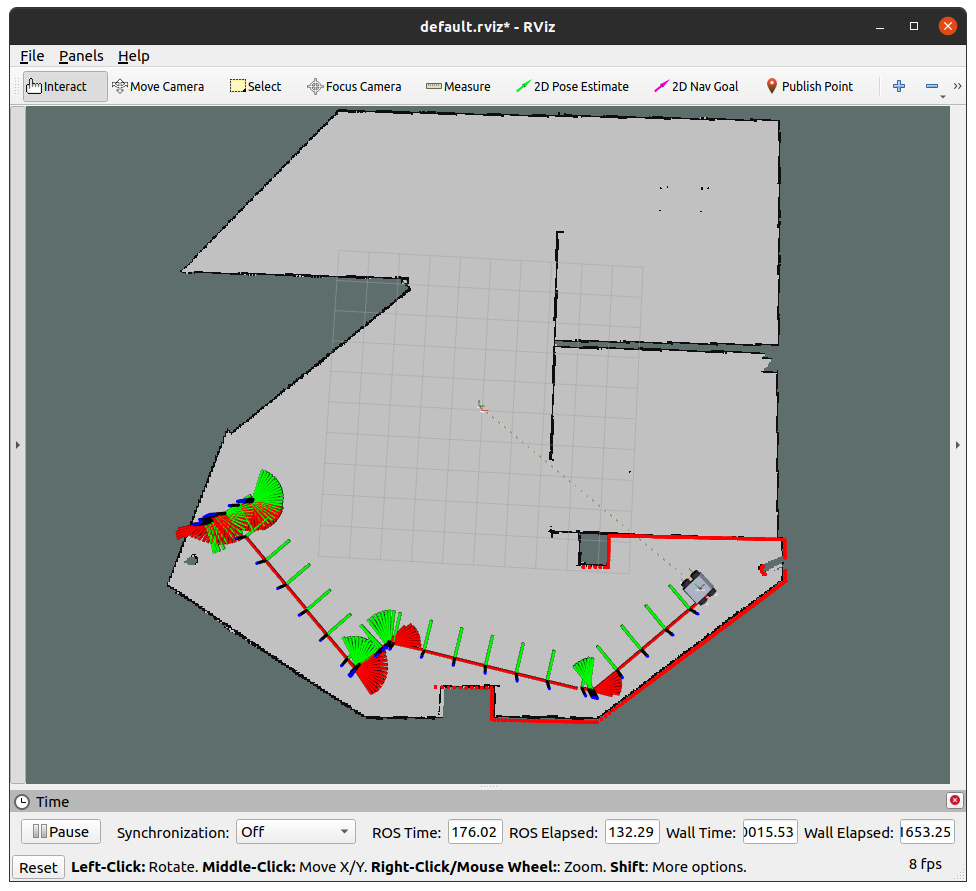 default.rviz* - RViz
File Panels Help
Interact Move Camera Select Focus Camera Measure 2D Pose Estimate 2D Nav Goal Publish Point »
Time
Pause Synchronization: Off ROS Time: 176.02 ROS Elapsed: 132.29 Wall Time: 0015.53 Wall Elapsed: 1653.25
Reset Left-Click: Rotate. Middle-Click: Move X/Y. Right-Click/Mouse Wheel:: Zoom. Shift: More options. 8 fps